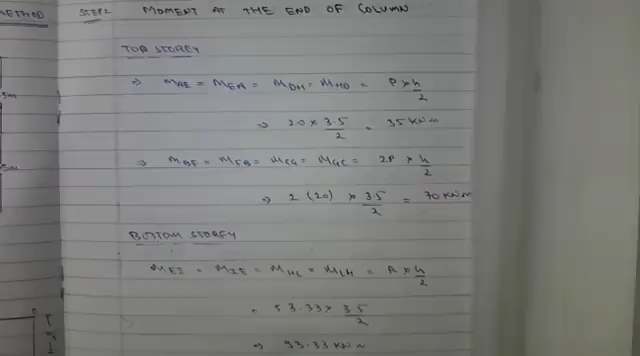 METHOD
STEP2 MOMENT AT THE END OF COLUMN
TOP STOREY
⇒ MAE = MEA = MDH = MHD = P × h/2
⇒ 20 × 3.5/2 = 35 kN.m
⇒ MBF = MFB = MCG = MGC = 2P × h/2
⇒ 2 (20) × 3.5/2 = 70 kN.m
BOTTOM STOREY
MEI = MIE = MHL = MLH = R × h/2
= 53.33 × 3.5/2
⇒ 93.33 kN.m